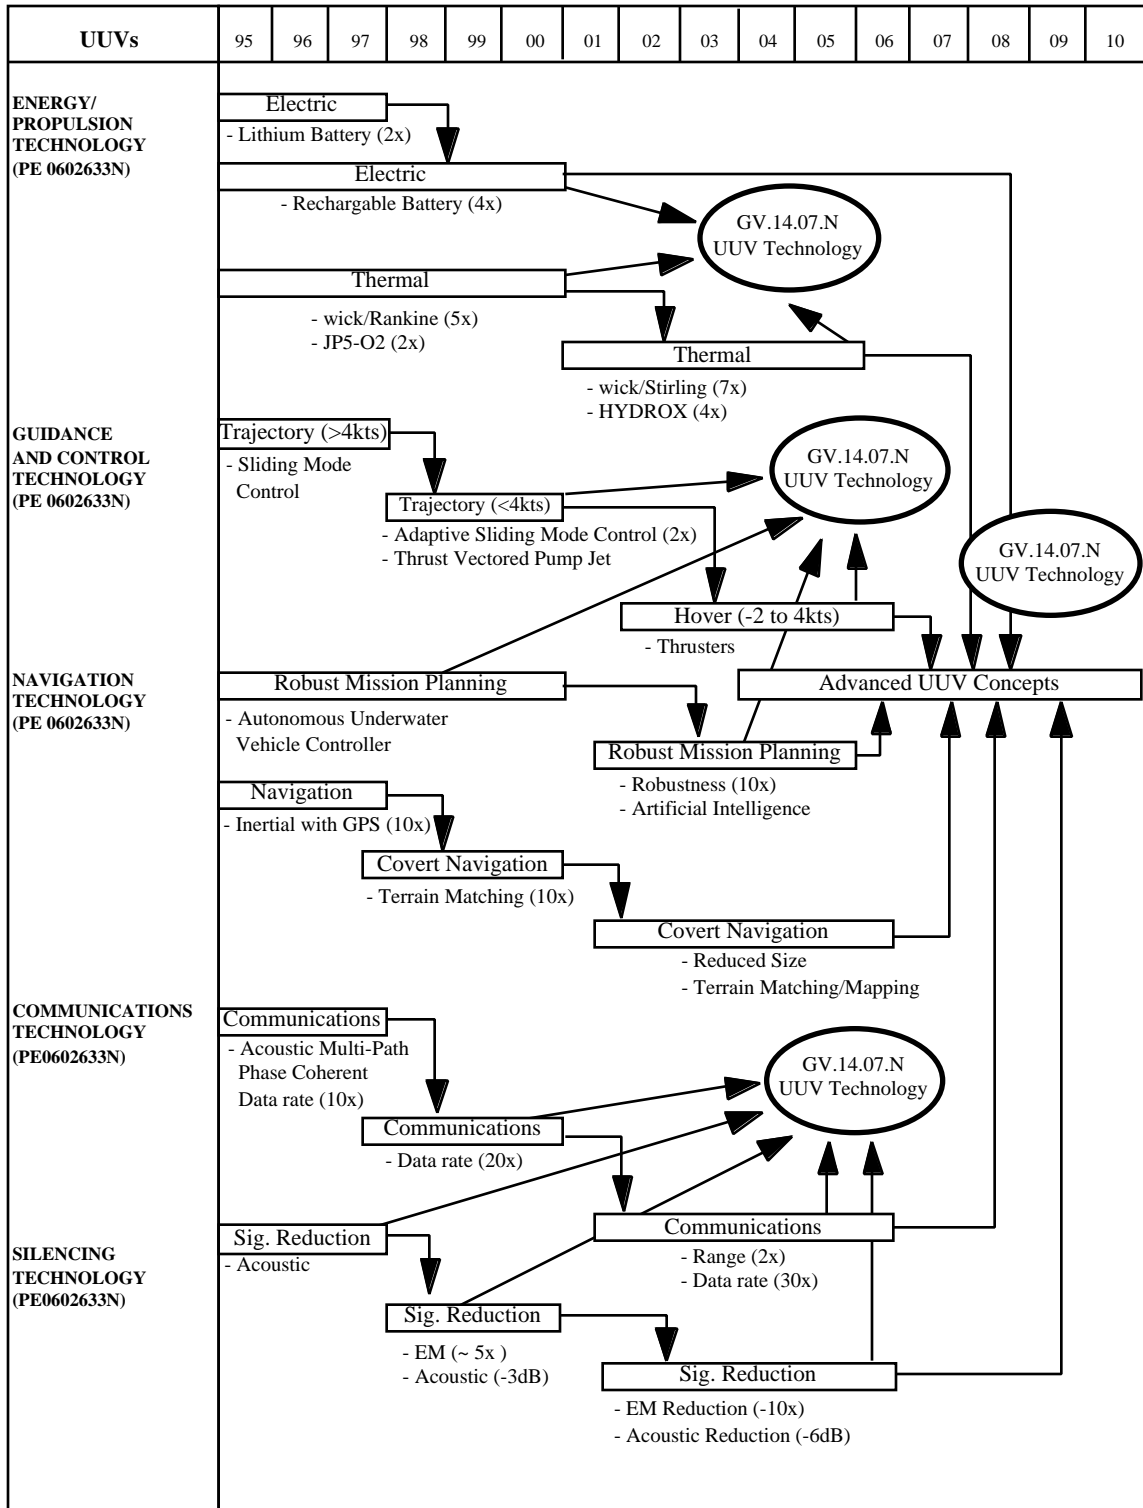 UUVs 95 96 97 98 99 00 01 02 03 04 05 06 07 08 09 10
ENERGY/
PROPULSION
TECHNOLOGY
(PE 0602633N)
Electric
- Lithium Battery (2x)
Electric
- Rechargable Battery (4x)
GV.14.07.N
UUV Technology
Thermal
- wick/Rankine (5x)
- JP5-O2 (2x)
Thermal
- wick/Stirling (7x)
- HYDROX (4x)
GUIDANCE
AND CONTROL
TECHNOLOGY
(PE 0602633N)
Trajectory (>4kts)
- Sliding Mode
Control
GV.14.07.N
UUV Technology
Trajectory (<4kts)
- Adaptive Sliding Mode Control (2x)
- Thrust Vectored Pump Jet
GV.14.07.N
UUV Technology
Hover (-2 to 4kts)
- Thrusters
NAVIGATION
TECHNOLOGY
(PE 0602633N)
Robust Mission Planning
- Autonomous Underwater
Vehicle Controller
Advanced UUV Concepts
Robust Mission Planning
- Robustness (10x)
- Artificial Intelligence
Navigation
- Inertial with GPS (10x)
Covert Navigation
- Terrain Matching (10x)
Covert Navigation
- Reduced Size
- Terrain Matching/Mapping
COMMUNICATIONS
TECHNOLOGY
(PE0602633N)
Communications
- Acoustic Multi-Path
Phase Coherent
Data rate (10x)
GV.14.07.N
UUV Technology
Communications
- Data rate (20x)
Communications
- Range (2x)
- Data rate (30x)
SILENCING
TECHNOLOGY
(PE0602633N)
Sig. Reduction
- Acoustic
Sig. Reduction
- EM (~ 5x )
- Acoustic (-3dB)
Sig. Reduction
- EM Reduction (-10x)
- Acoustic Reduction (-6dB)